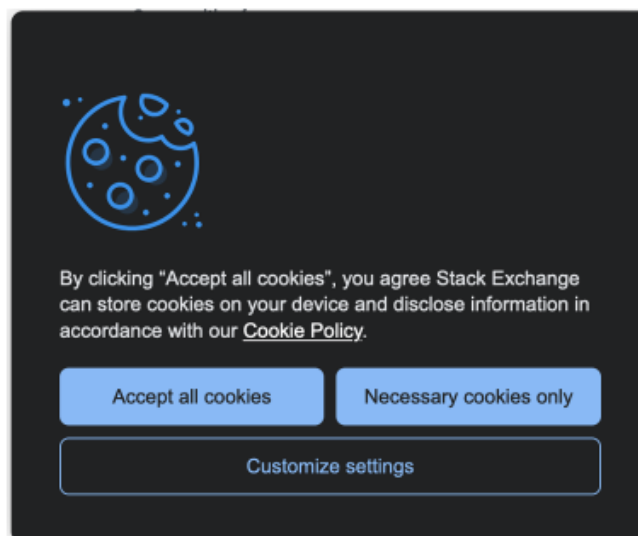 By clicking “Accept all cookies”, you agree Stack Exchange
can store cookies on your device and disclose information in
accordance with our Cookie Policy.
Accept all cookies
Necessary cookies only
Customize settings